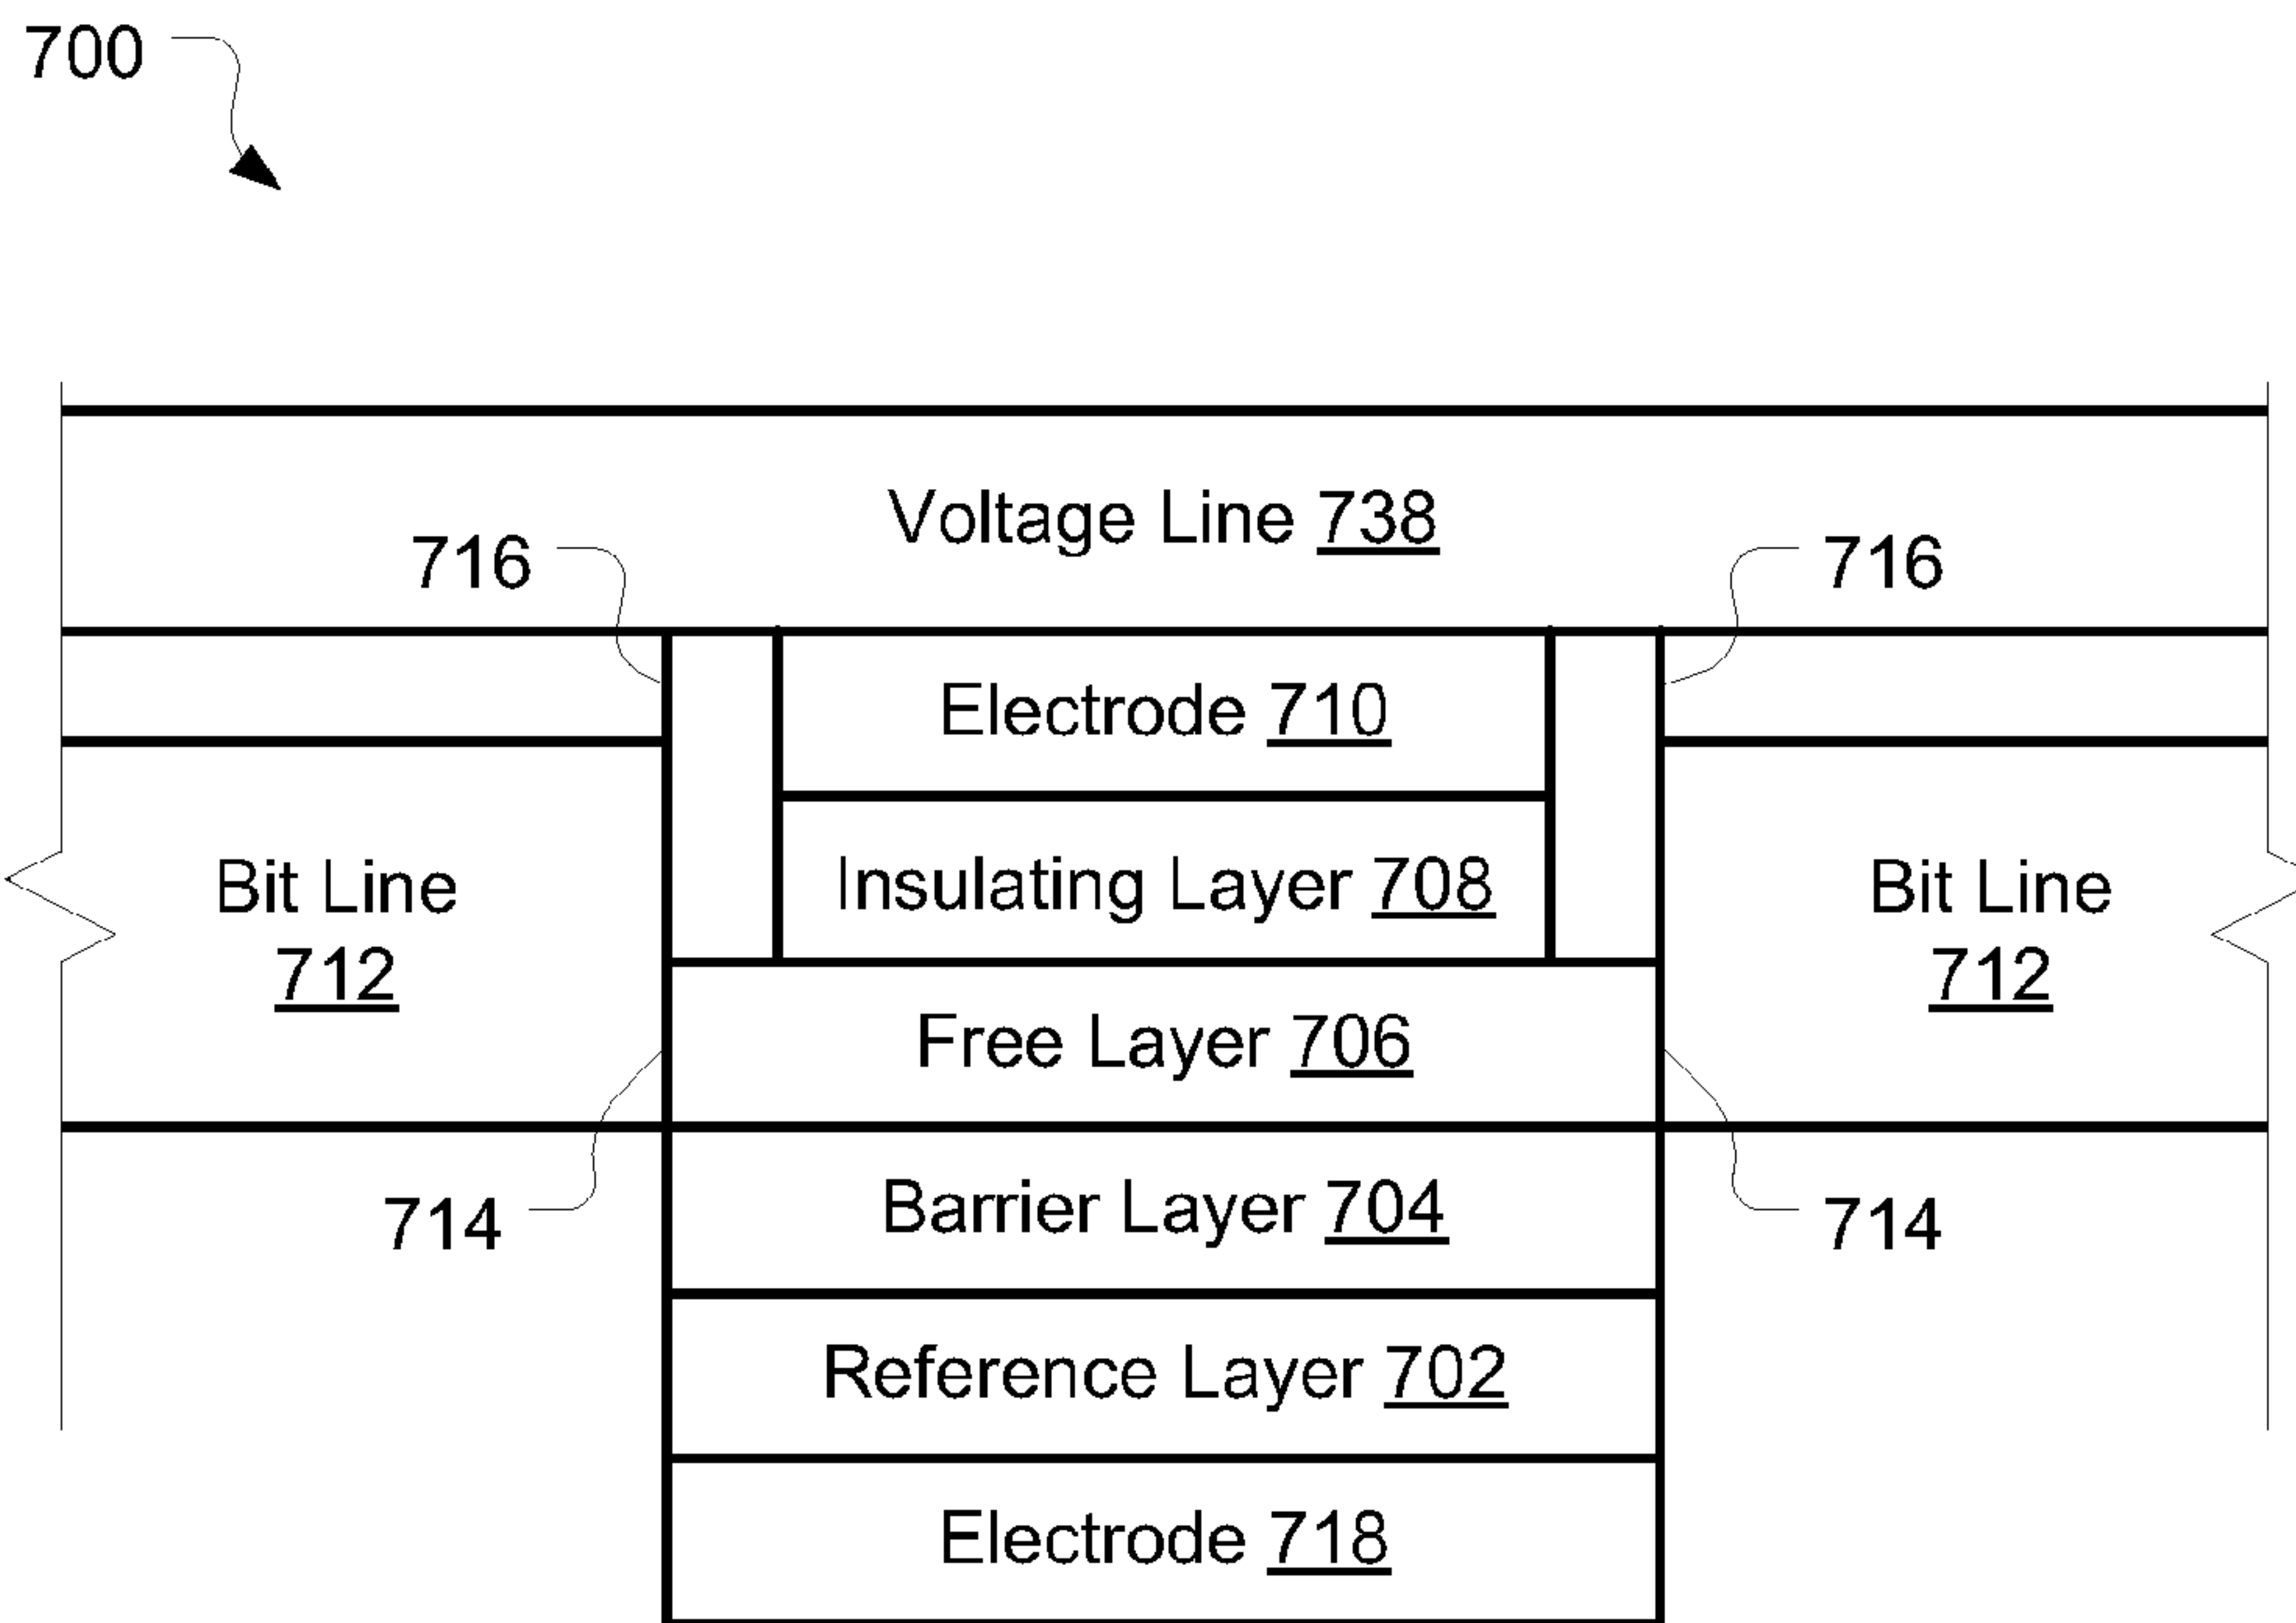 700
Voltage Line 738
716
716
Electrode 710
Insulating Layer 708
Bit Line
712
Bit Line
712
Free Layer 706
Barrier Layer 704
714
714
Reference Layer 702
Electrode 718